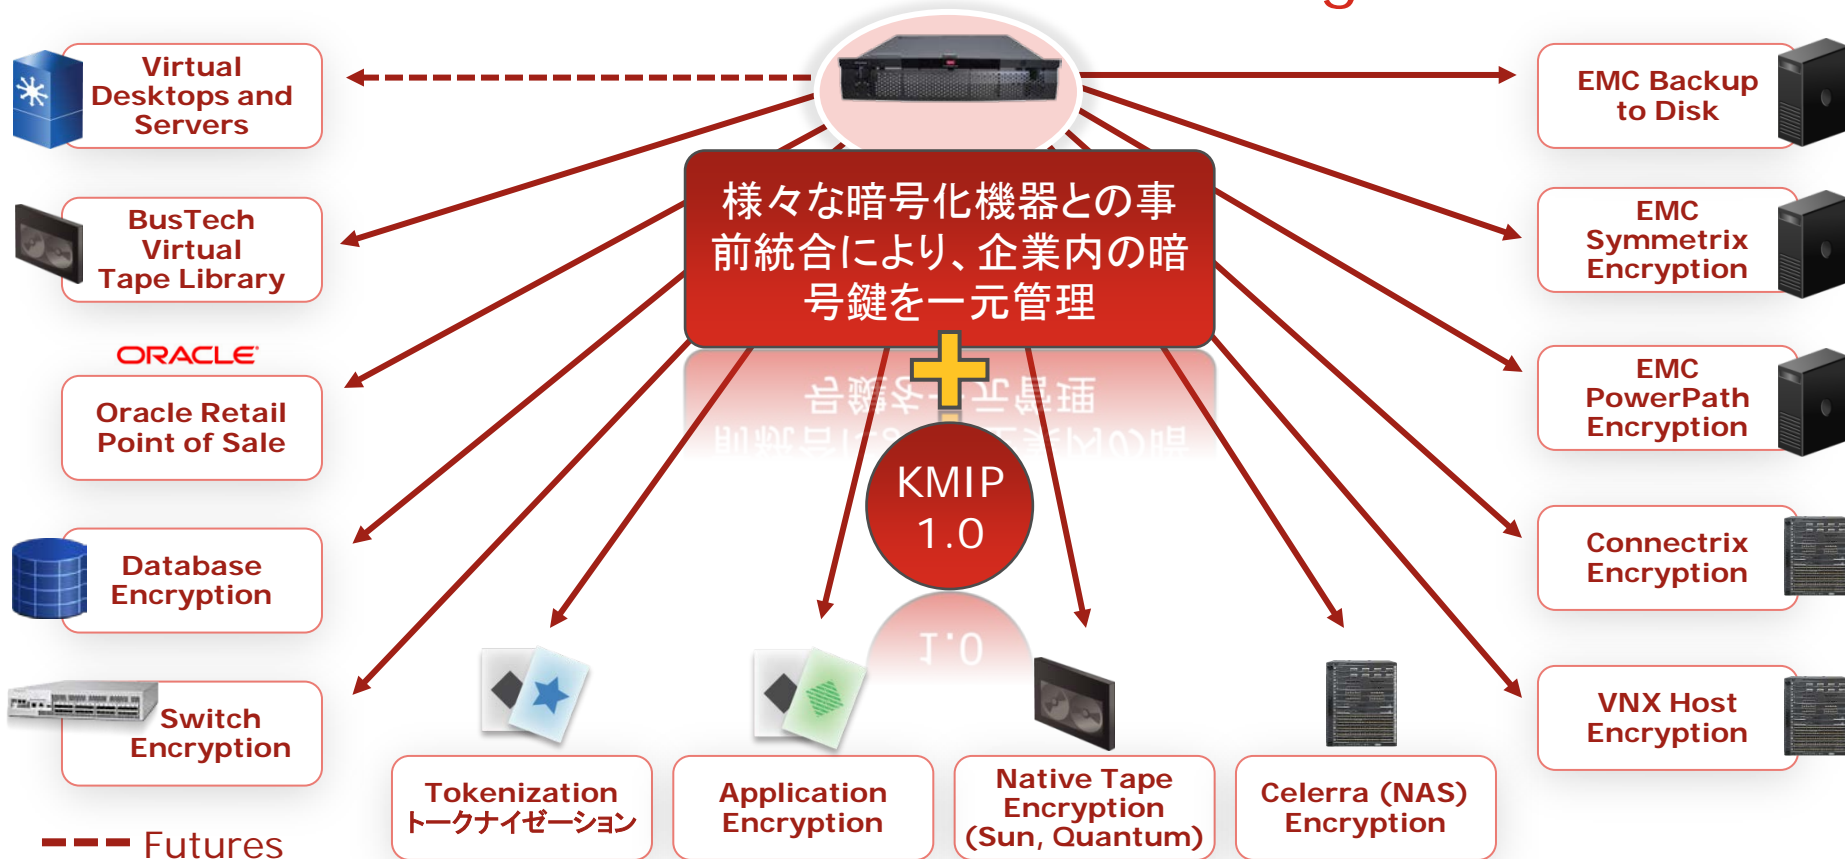 Virtual
Desktops and
Servers
BusTech
Virtual
Tape Library
ORACLE
Oracle Retail
Point of Sale
Database
Encryption
Switch
Encryption
Futures
様々な暗号化機器との事
前統合により、企業内の暗
号鍵を一元管理
KMIP
1.0
Tokenization
トークナイゼーション
Application
Encryption
Native Tape
Encryption
(Sun, Quantum)
Celerra (NAS)
Encryption
EMC Backup
to Disk
EMC
Symmetrix
Encryption
EMC
PowerPath
Encryption
Connectrix
Encryption
VNX Host
Encryption